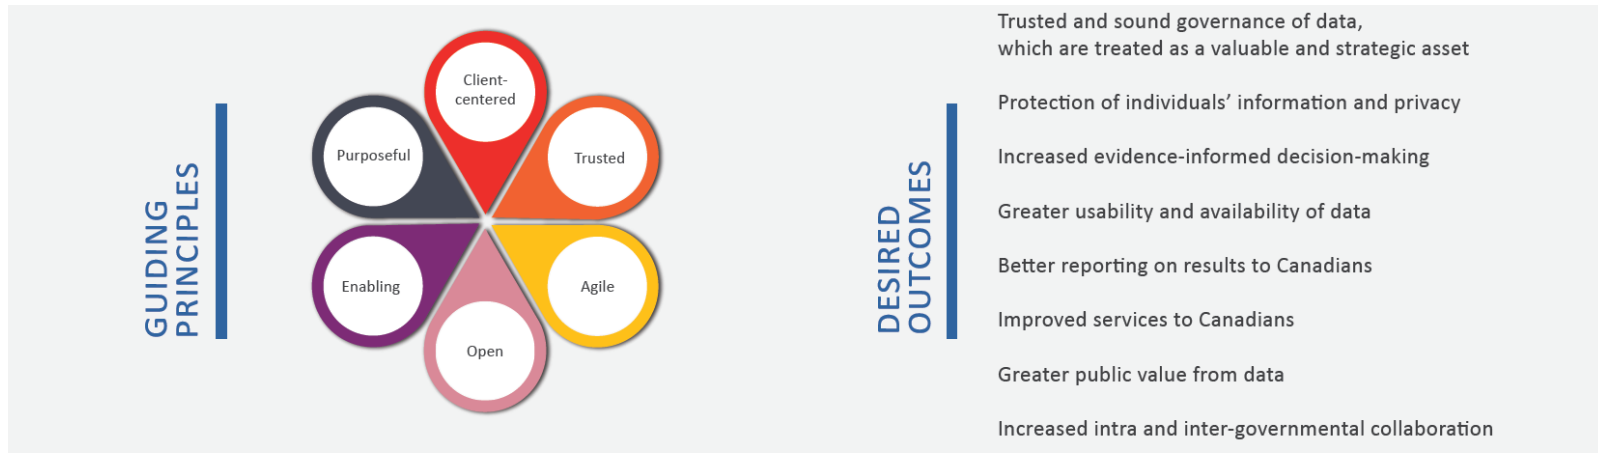 GUIDING
PRINCIPLES
Client-
centered
Trusted
Agile
Open
Enabling
Purposeful
DESIRED
OUTCOMES
Trusted and sound governance of data,
which are treated as a valuable and strategic asset
Protection of individuals’ information and privacy
Increased evidence-informed decision-making
Greater usability and availability of data
Better reporting on results to Canadians
Improved services to Canadians
Greater public value from data
Increased intra and inter-governmental collaboration